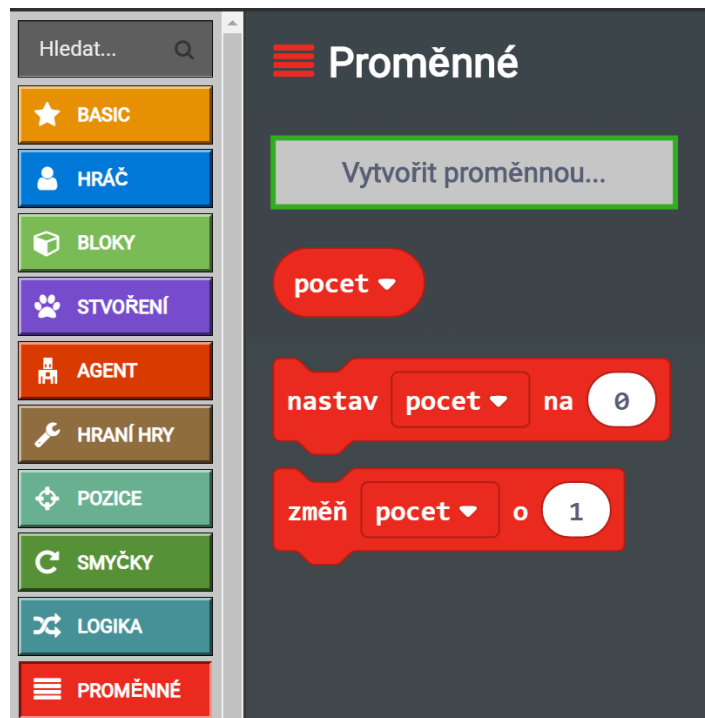 Hledat...
BASIC
HRÁČ
BLOKY
STVOŘENÍ
AGENT
HRANÍ HRY
POZICE
SMYČKY
LOGIKA
PROMĚNNÉ
Proměnné
Vytvořit proměnnou...
pocet
nastav pocet na 0
změň pocet o 1